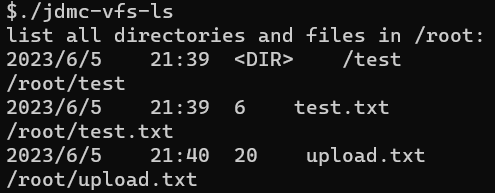 $./jdmc-vfs-ls
list all directories and files in /root:
2023/6/5    21:39  <DIR>    /test
/root/test
2023/6/5    21:39  6    test.txt
/root/test.txt
2023/6/5    21:40  20    upload.txt
/root/upload.txt